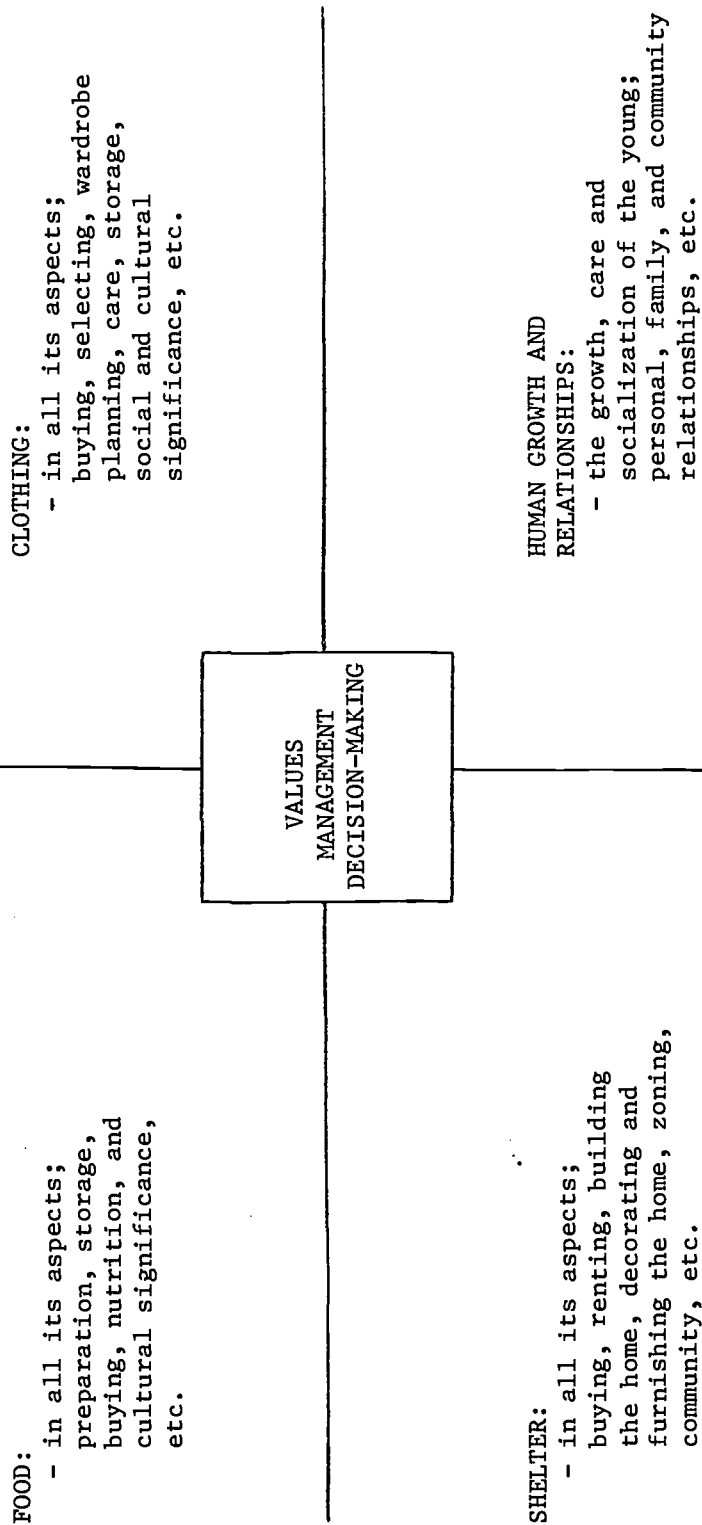 FOOD:
- in all its aspects;
preparation, storage,
buying, nutrition, and
cultural significance,
etc.
CLOTHING:
- in all its aspects;
buying, selecting, wardrobe
planning, care, storage,
social and cultural
significance, etc.
VALUES
MANAGEMENT
DECISION-MAKING
SHELTER:
- in all its aspects;
buying, renting, building
the home, decorating and
furnishing the home, zoning,
community, etc.
HUMAN GROWTH AND
RELATIONSHIPS:
- the growth, care and
socialization of the young;
personal, family, and community
relationships, etc.